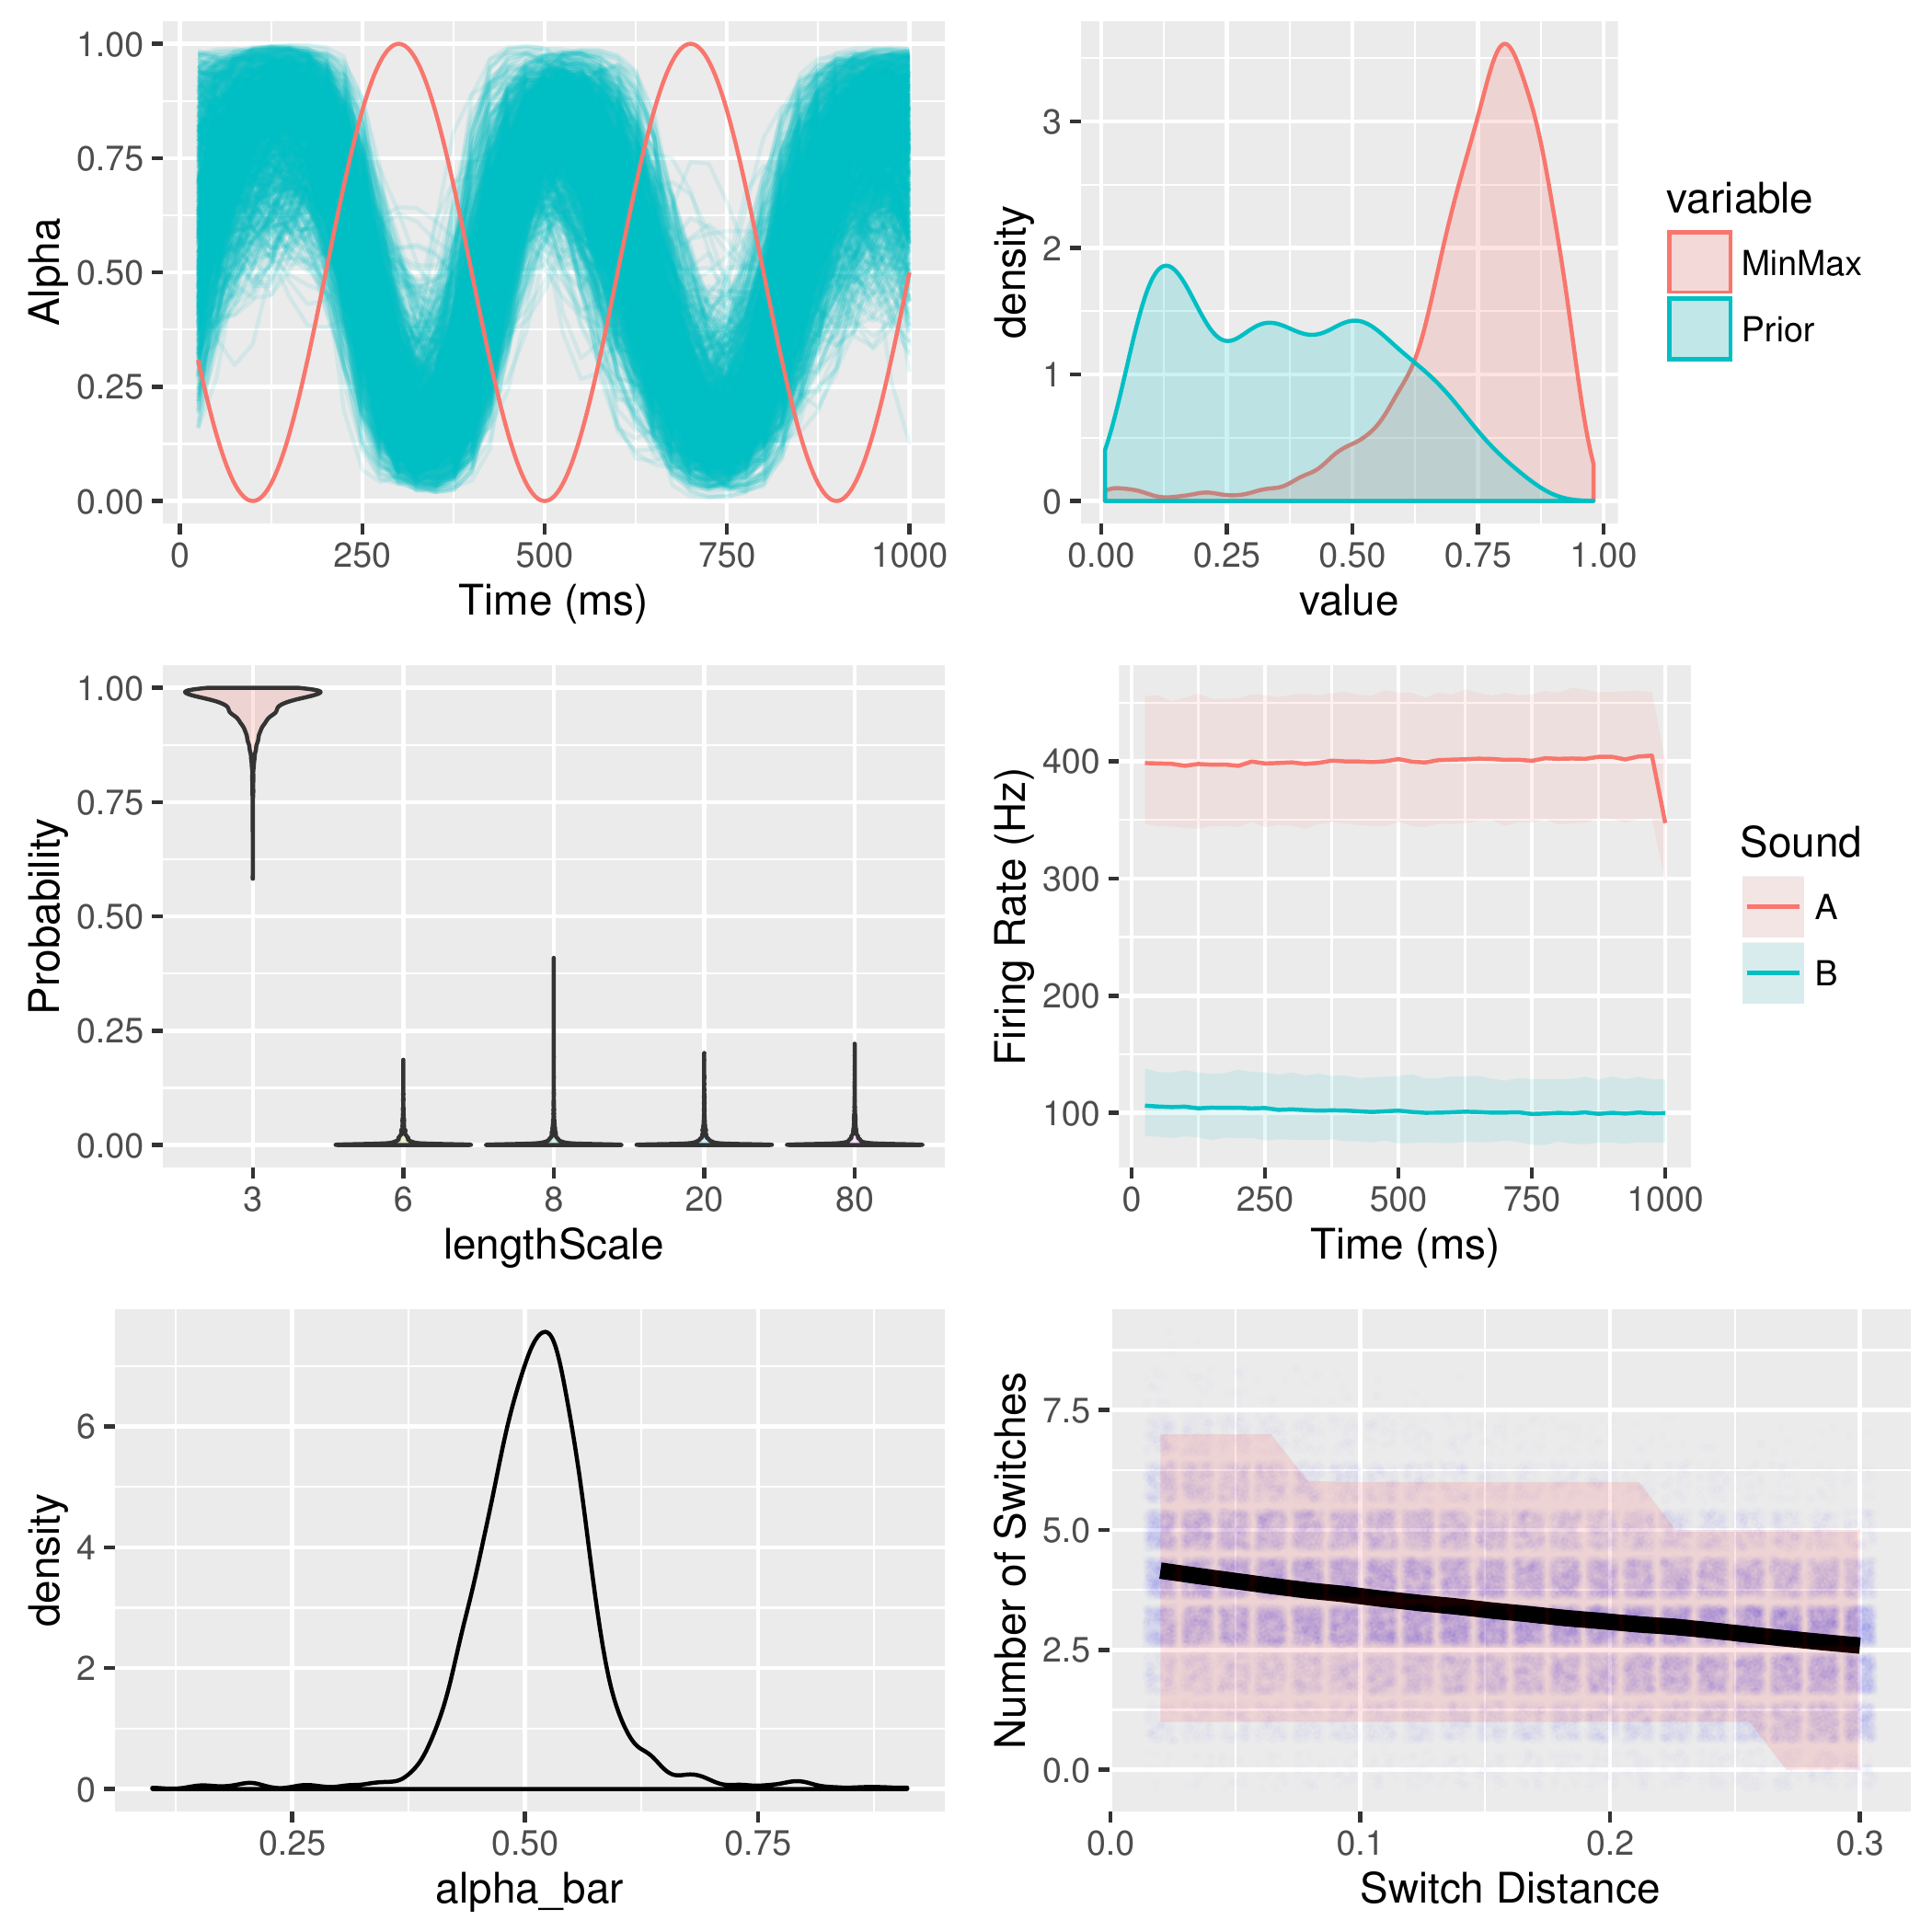 1.00
0.75
0.50
0.25
0.00
Alpha
0 250 500 750 1000
Time (ms)
3
2
1
0
density
0.00 0.25 0.50 0.75 1.00
value
variable
MinMax
Prior
1.00
0.75
0.50
0.25
0.00
Probability
3 6 8 20 80
lengthScale
400
300
200
100
Firing Rate (Hz)
0 250 500 750 1000
Time (ms)
Sound
A
B
6
4
2
0
density
0.25 0.50 0.75
alpha_bar
7.5
5.0
2.5
0.0
Number of Switches
0.0 0.1 0.2 0.3
Switch Distance